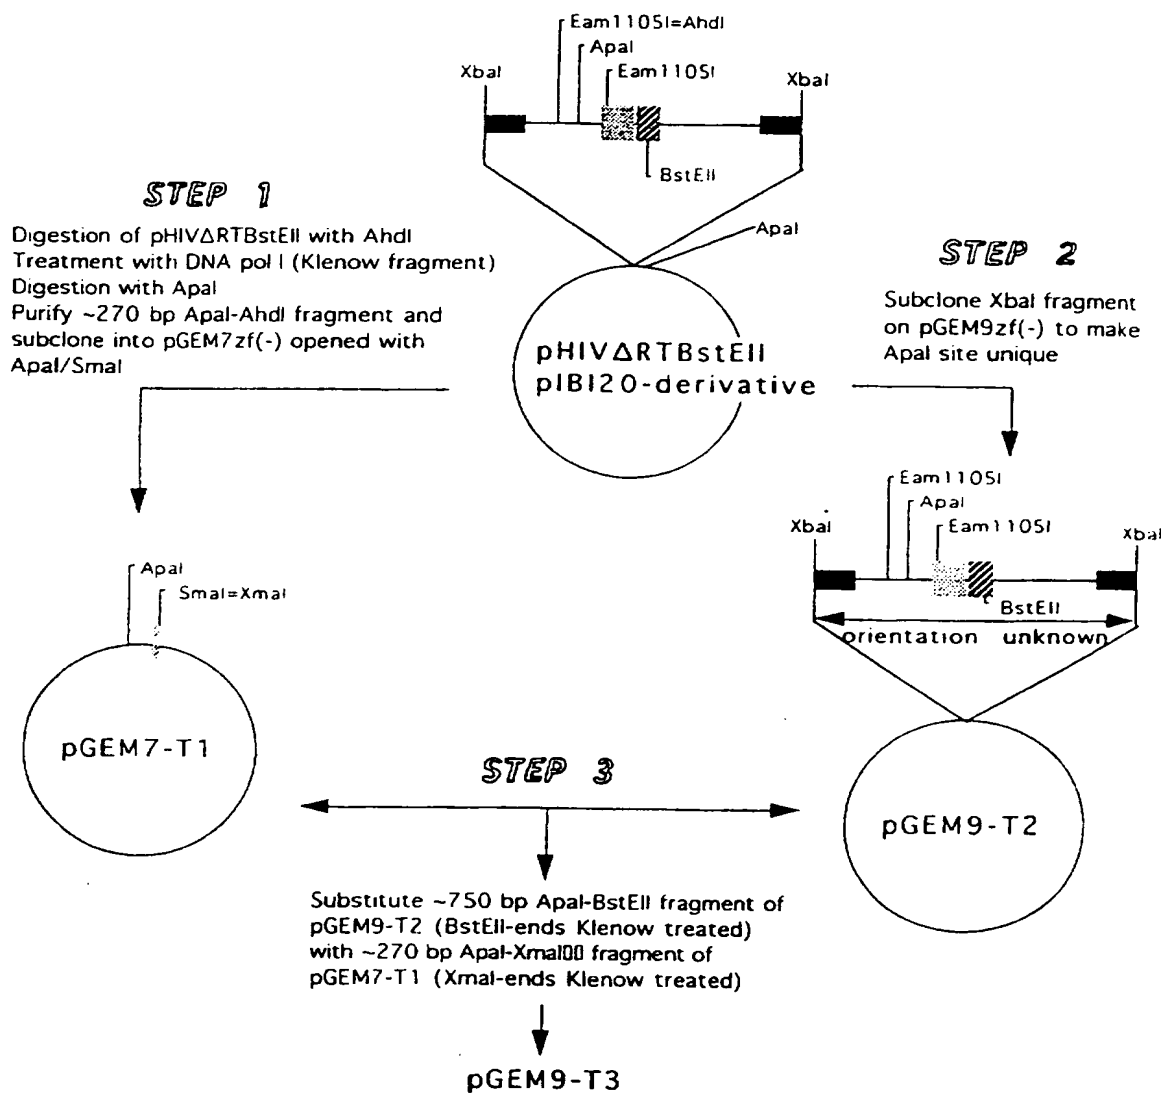 Eam1105I=AhdI
ApaI
Eam1105I
XbaI
XbaI
BstEII
ApaI
STEP 1
Digestion of pHIVΔRTBstEII with AhdI
Treatment with DNA pol I (Klenow fragment)
Digestion with ApaI
Purify ~270 bp ApaI-AhdI fragment and
subclone into pGEM7zf(-) opened with
ApaI/SmaI
pHIVΔRTBstEII
pIBI20-derivative
STEP 2
Subclone XbaI fragment
on pGEM9zf(-) to make
ApaI site unique
Eam1105I
ApaI
Eam1105I
XbaI
XbaI
BstEII
orientation unknown
ApaI
SmaI=XmaI
pGEM7-T1
pGEM9-T2
STEP 3
Substitute ~750 bp ApaI-BstEII fragment of
pGEM9-T2 (BstEII-ends Klenow treated)
with ~270 bp ApaI-XmaI▯▯ fragment of
pGEM7-T1 (XmaI-ends Klenow treated)
pGEM9-T3